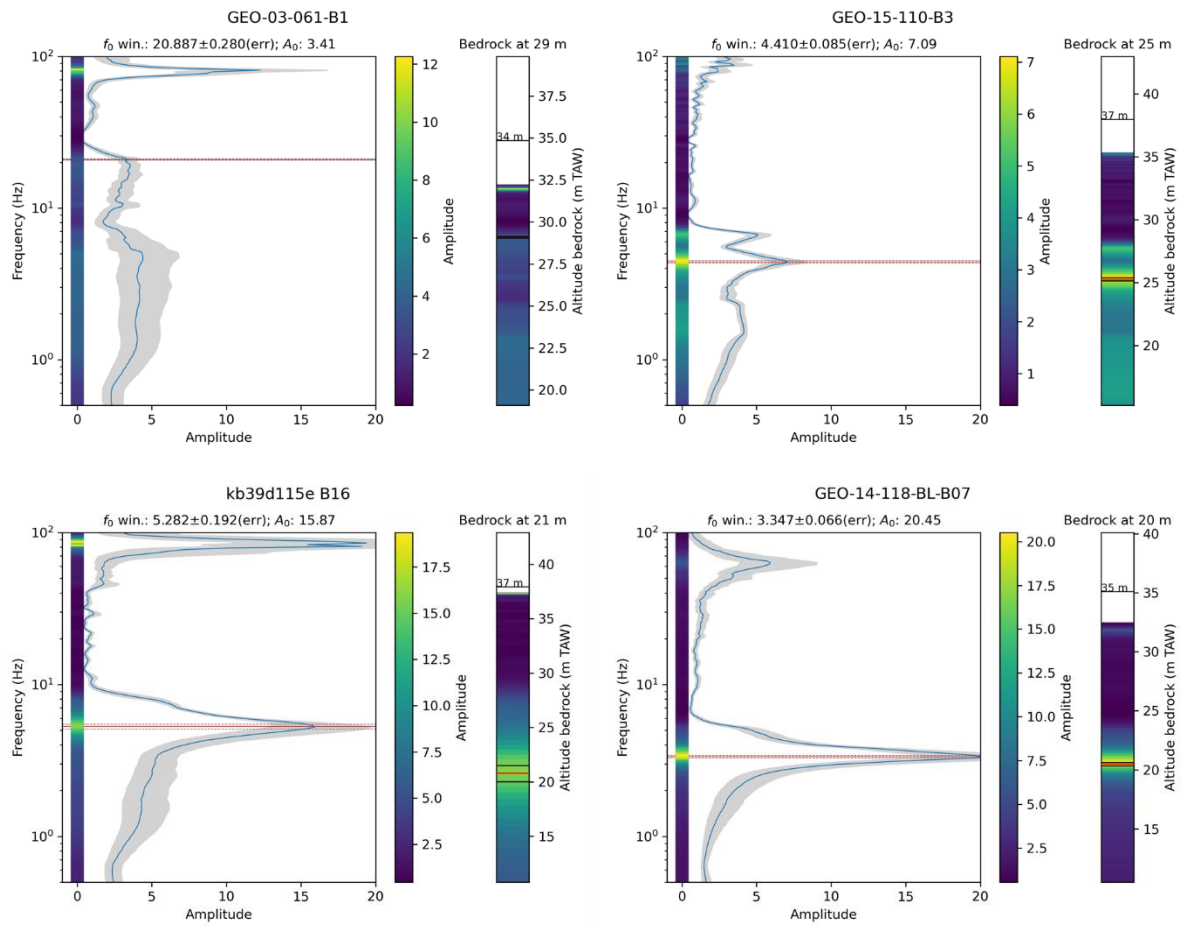 GEO-03-061-B1
f₀ win.: 20.887±0.280(err); A₀: 3.41
Bedrock at 29 m
10²
10¹
10⁰
Frequency (Hz)
0 5 10 15 20
Amplitude
12
10
8
6
4
2
Amplitude
34 m
37.5
35.0
32.5
30.0
27.5
25.0
22.5
20.0
Altitude bedrock (m TAW)
GEO-15-110-B3
f₀ win.: 4.410±0.085(err); A₀: 7.09
Bedrock at 25 m
10²
10¹
10⁰
Frequency (Hz)
0 5 10 15 20
Amplitude
7
6
5
4
3
2
1
Amplitude
37 m
40
35
30
25
20
Altitude bedrock (m TAW)
kb39d115e B16
f₀ win.: 5.282±0.192(err); A₀: 15.87
Bedrock at 21 m
10²
10¹
10⁰
Frequency (Hz)
0 5 10 15 20
Amplitude
17.5
15.0
12.5
10.0
7.5
5.0
2.5
Amplitude
37 m
40
35
30
25
20
15
Altitude bedrock (m TAW)
GEO-14-118-BL-B07
f₀ win.: 3.347±0.066(err); A₀: 20.45
Bedrock at 20 m
10²
10¹
10⁰
Frequency (Hz)
0 5 10 15 20
Amplitude
20.0
17.5
15.0
12.5
10.0
7.5
5.0
2.5
Amplitude
35 m
40
35
30
25
20
15
Altitude bedrock (m TAW)